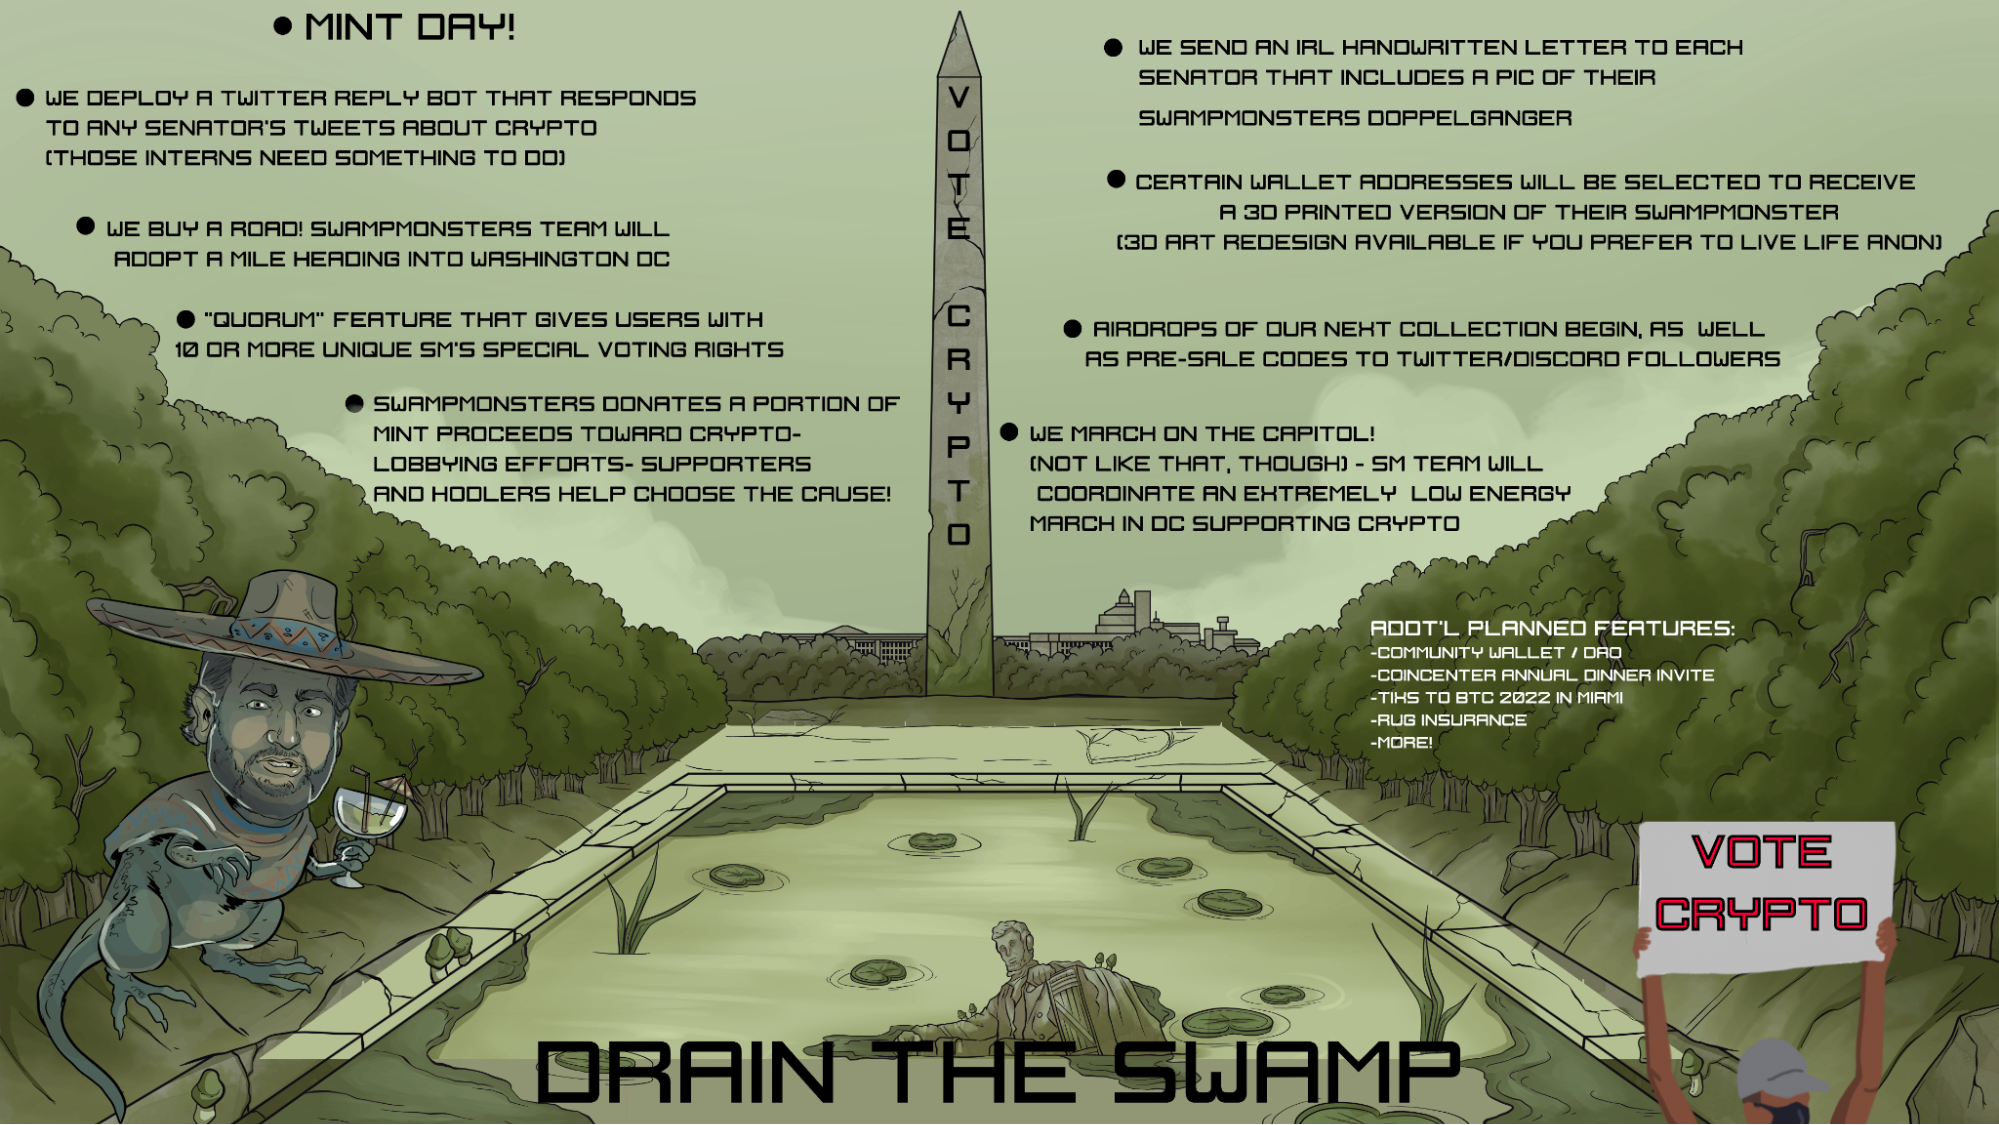 ● MINT DAY!
● WE DEPLOY A TWITTER REPLY BOT THAT RESPONDS
TO ANY SENATOR'S TWEETS ABOUT CRYPTO
(THOSE INTERNS NEED SOMETHING TO DO)
● WE BUY A ROAD! SWAMPMONSTERS TEAM WILL
ADOPT A MILE HEADING INTO WASHINGTON DC
● "QUORUM" FEATURE THAT GIVES USERS WITH
10 OR MORE UNIQUE SM'S SPECIAL VOTING RIGHTS
● SWAMPMONSTERS DONATES A PORTION OF
MINT PROCEEDS TOWARD CRYPTO-
LOBBYING EFFORTS- SUPPORTERS
AND HODLERS HELP CHOOSE THE CAUSE!
VOTE CRYPTO
● WE SEND AN IRL HANDWRITTEN LETTER TO EACH
SENATOR THAT INCLUDES A PIC OF THEIR
SWAMPMONSTERS DOPPELGANGER
● CERTAIN WALLET ADDRESSES WILL BE SELECTED TO RECEIVE
A 3D PRINTED VERSION OF THEIR SWAMPMONSTER
(3D ART REDESIGN AVAILABLE IF YOU PREFER TO LIVE LIFE ANON)
● AIRDROPS OF OUR NEXT COLLECTION BEGIN, AS WELL
AS PRE-SALE CODES TO TWITTER/DISCORD FOLLOWERS
● WE MARCH ON THE CAPITOL!
(NOT LIKE THAT, THOUGH) - SM TEAM WILL
COORDINATE AN EXTREMELY LOW ENERGY
MARCH IN DC SUPPORTING CRYPTO
ADDT'L PLANNED FEATURES:
-COMMUNITY WALLET / DAO
-COINCENTER ANNUAL DINNER INVITE
-TIXS TO BTC 2022 IN MIAMI
-RUG INSURANCE
-MORE!
VOTE
CRYPTO
DRAIN THE SWAMP